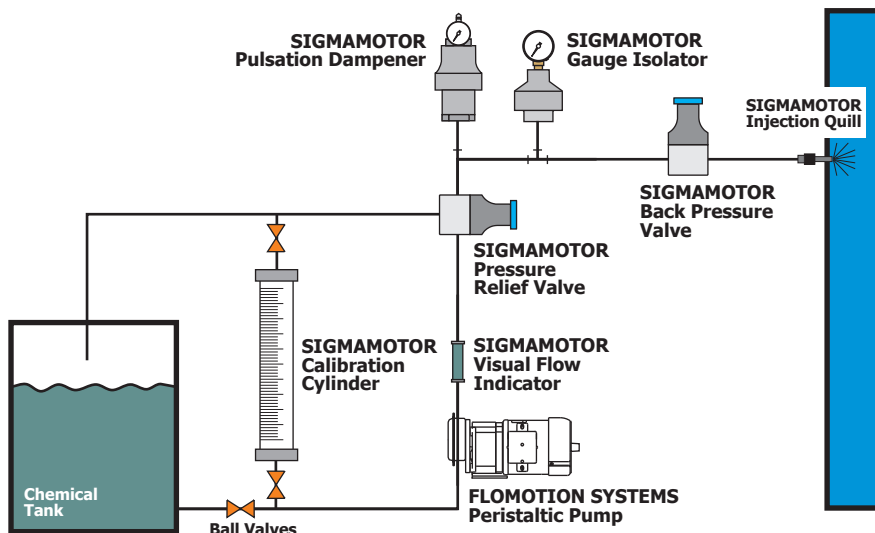 SIGMAMOTOR
Pulsation Dampener
SIGMAMOTOR
Gauge Isolator
SIGMAMOTOR
Injection Quill
SIGMAMOTOR
Back Pressure
Valve
SIGMAMOTOR
Pressure
Relief Valve
SIGMAMOTOR
Calibration
Cylinder
SIGMAMOTOR
Visual Flow
Indicator
Chemical
Tank
FLOMOTION SYSTEMS
Peristaltic Pump
Ball Valves